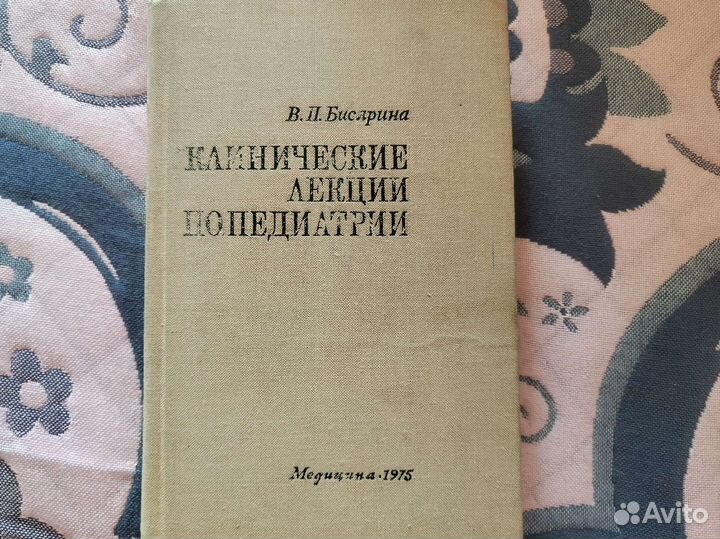 В. П. Бисярина
КЛИНИЧЕСКИЕ
ЛЕКЦИИ
ПО ПЕДИАТРИИ
Медицина · 1975
Avito